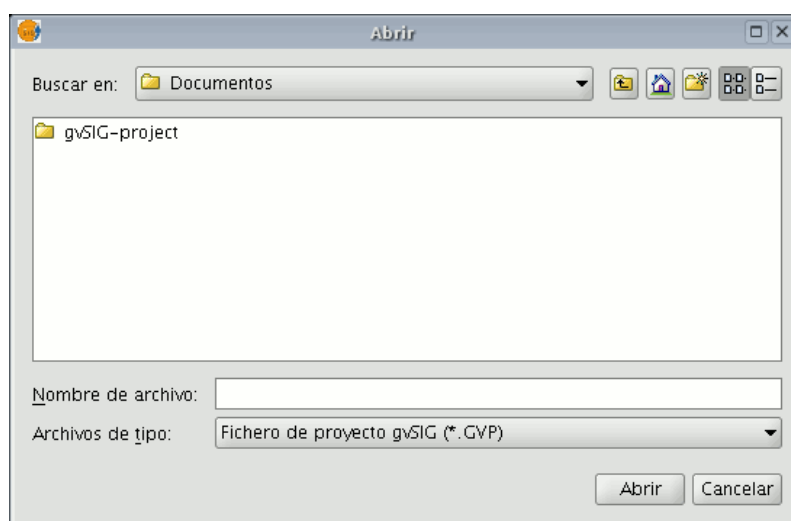 Abrir
Buscar en: Documentos
gvSIG-project
Nombre de archivo:
Archivos de tipo: Fichero de proyecto gvSIG (*.GVP)
Abrir Cancelar